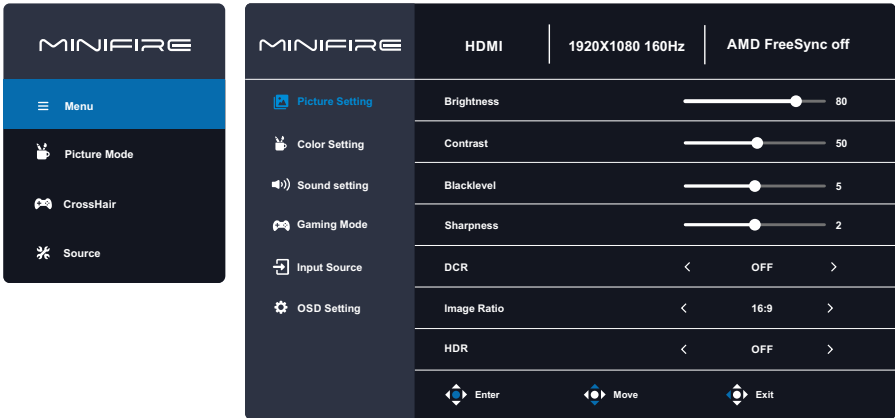 MINIFIRE
Menu
Picture Mode
CrossHair
Source
MINIFIRE
HDMI
1920X1080 160Hz
AMD FreeSync off
Picture Setting
Color Setting
Sound setting
Gaming Mode
Input Source
OSD Setting
Brightness 80
Contrast 50
Blacklevel 5
Sharpness 2
DCR < OFF >
Image Ratio < 16:9 >
HDR < OFF >
Enter Move Exit